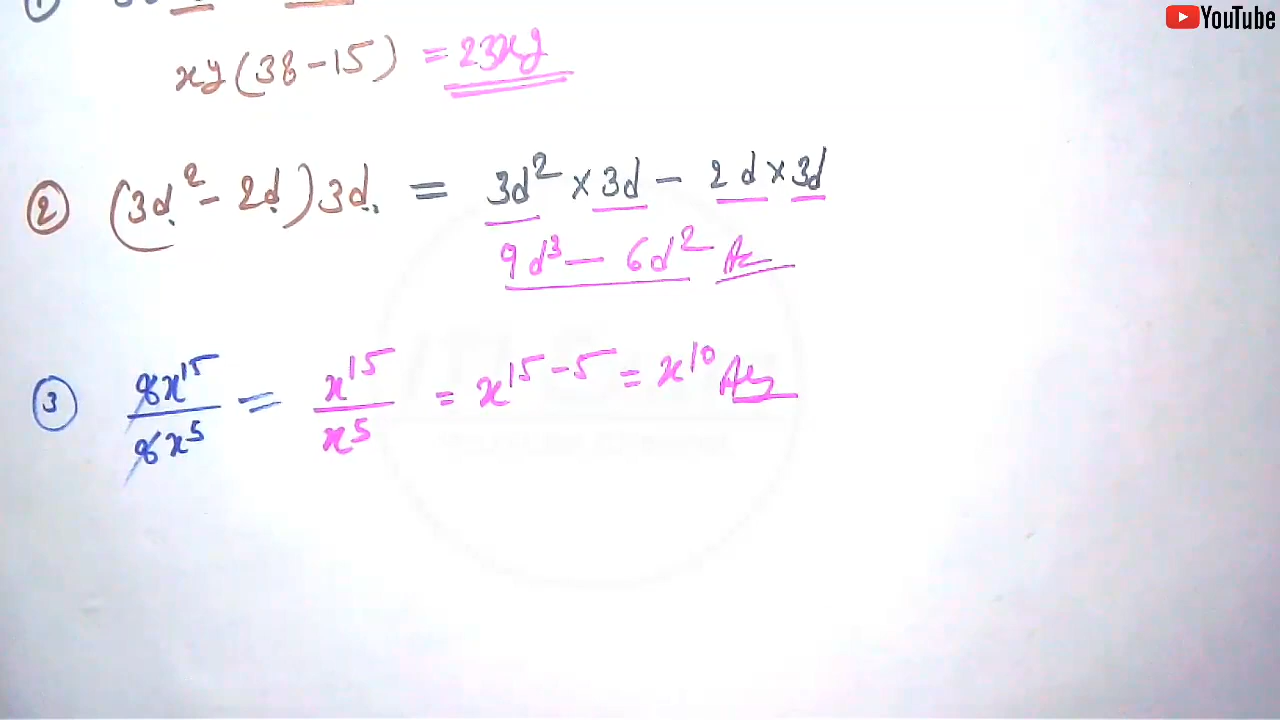 YouTube
xy(38-15) = 23xy
② (3d² - 2d)3d = 3d² × 3d - 2d × 3d
9d³ - 6d² Ans
③ 8x¹⁵/8x⁵ = x¹⁵/x⁵ = x¹⁵⁻⁵ = x¹⁰ Ans